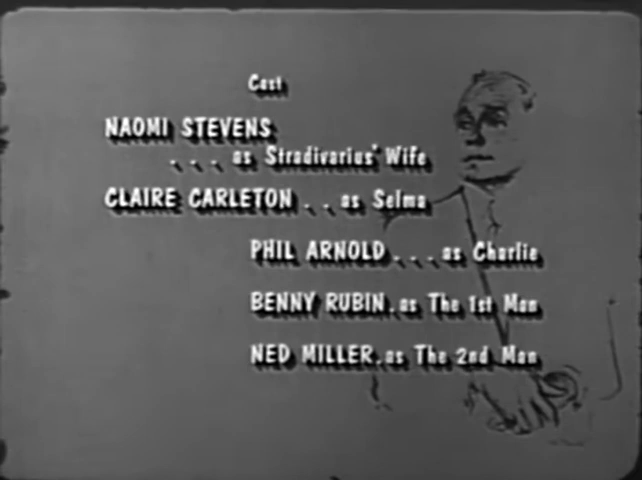 Cast
NAOMI STEVENS
. . . as Stradivarius' Wife
CLAIRE CARLETON . . as Selma
PHIL ARNOLD . . . as Charlie
BENNY RUBIN . as The 1st Man
NED MILLER . as The 2nd Man